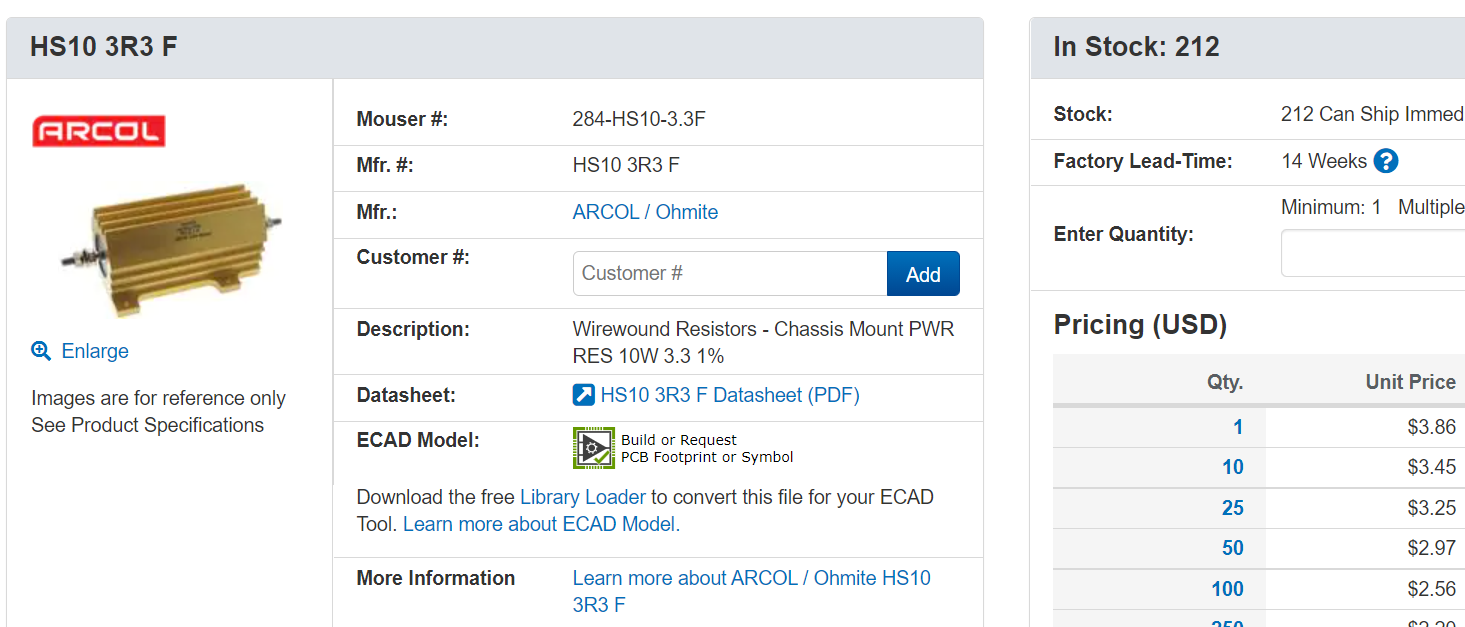 HS10 3R3 F
ARCOL
Enlarge
Images are for reference only
See Product Specifications
Mouser #: 284-HS10-3.3F
Mfr. #: HS10 3R3 F
Mfr.: ARCOL / Ohmite
Customer #: Customer # Add
Description: Wirewound Resistors - Chassis Mount PWR
RES 10W 3.3 1%
Datasheet: HS10 3R3 F Datasheet (PDF)
ECAD Model: Build or Request
PCB Footprint or Symbol
Download the free Library Loader to convert this file for your ECAD
Tool. Learn more about ECAD Model.
More Information Learn more about ARCOL / Ohmite HS10
3R3 F
In Stock: 212
Stock: 212 Can Ship Immed
Factory Lead-Time: 14 Weeks ?
Minimum: 1 Multiple
Enter Quantity:
Pricing (USD)
Qty. Unit Price
1 $3.86
10 $3.45
25 $3.25
50 $2.97
100 $2.56